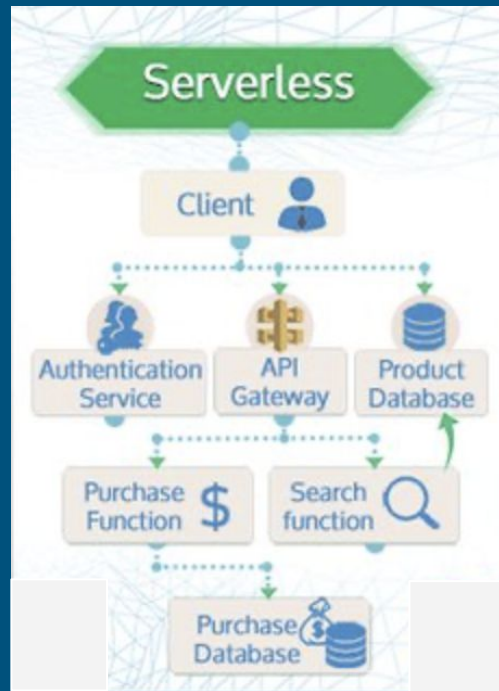 Serverless
Client
Authentication
Service
API
Gateway
Product
Database
Purchase
Function
$
Search
function
Purchase
Database
$